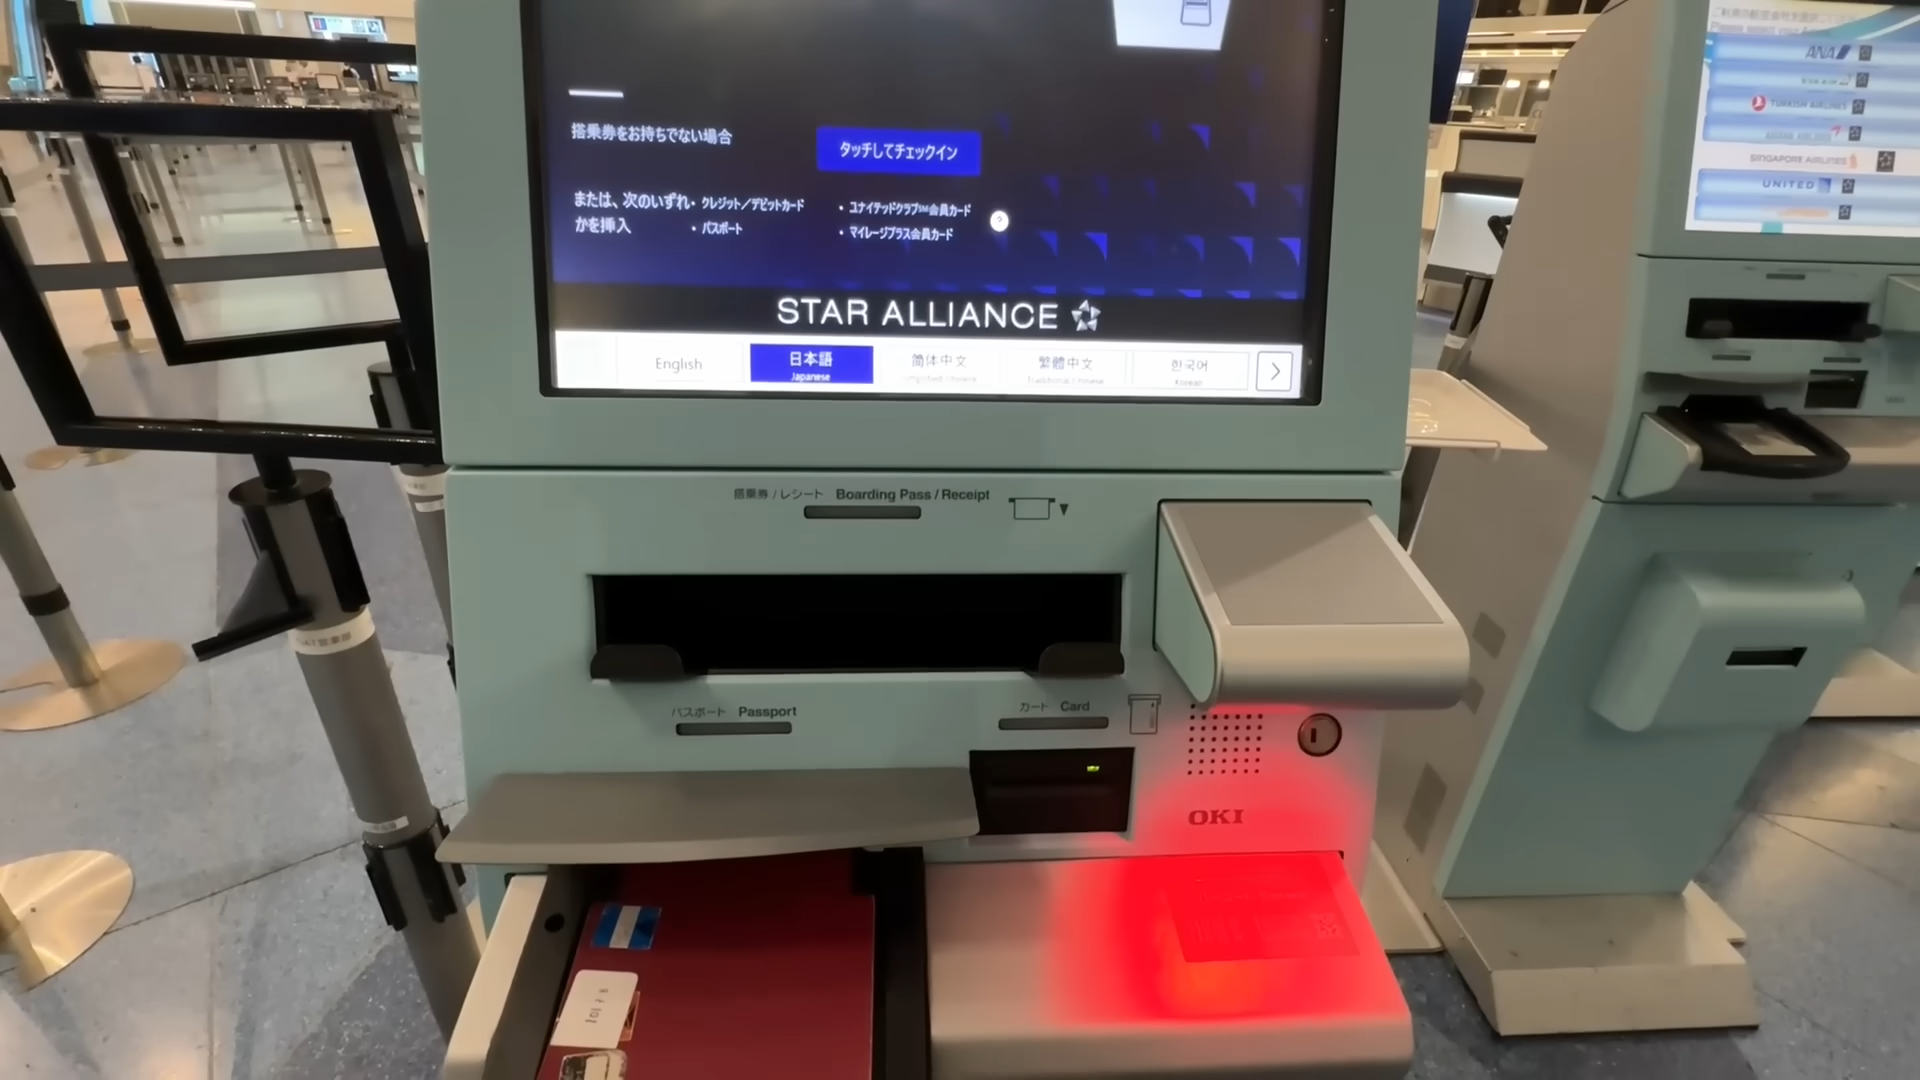 搭乗券をお持ちでない場合
タッチしてチェックイン
または、次のいずれかを挿入
・クレジット／デビットカード
・パスポート
・ユナイテッドクラブSM会員カード
・マイレージプラス会員カード
?
STAR ALLIANCE
English
日本語
Japanese
简体中文
繁體中文
한국어
Korean
搭乗券 / レシート Boarding Pass / Receipt
パスポート Passport
カード Card
OKI
ANA
TURKISH AIRLINES
SINGAPORE AIRLINES
UNITED